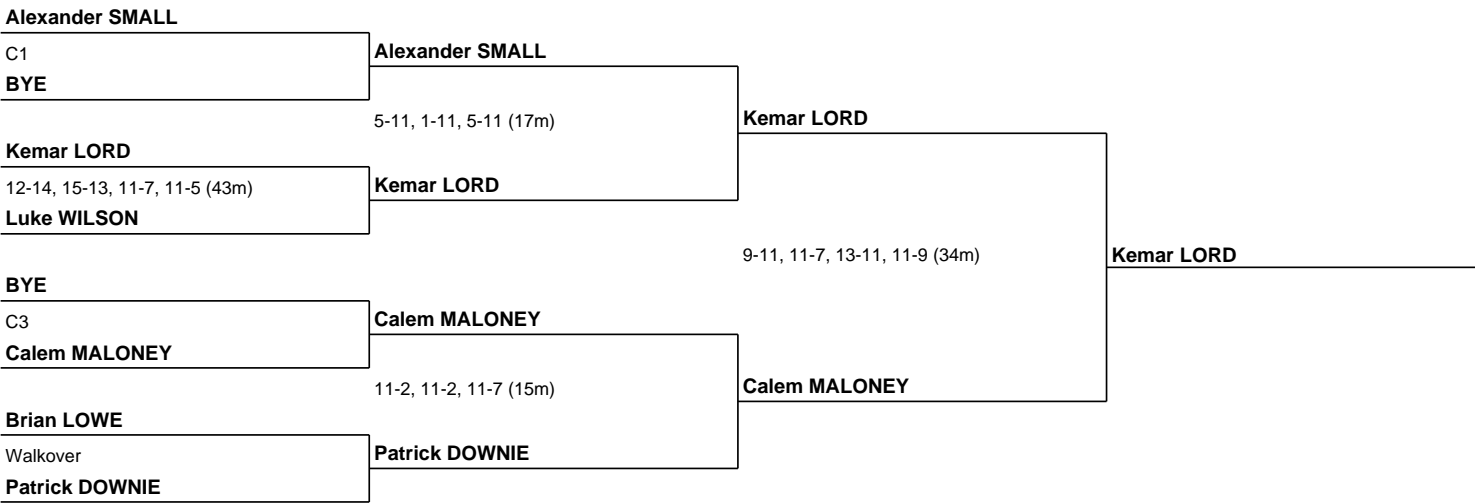 Alexander SMALL
C1
BYE
Alexander SMALL
5-11, 1-11, 5-11 (17m)
Kemar LORD
Kemar LORD
12-14, 15-13, 11-7, 11-5 (43m)
Luke WILSON
Kemar LORD
9-11, 11-7, 13-11, 11-9 (34m)
Kemar LORD
BYE
C3
Calem MALONEY
Calem MALONEY
11-2, 11-2, 11-7 (15m)
Calem MALONEY
Brian LOWE
Walkover
Patrick DOWNIE
Patrick DOWNIE